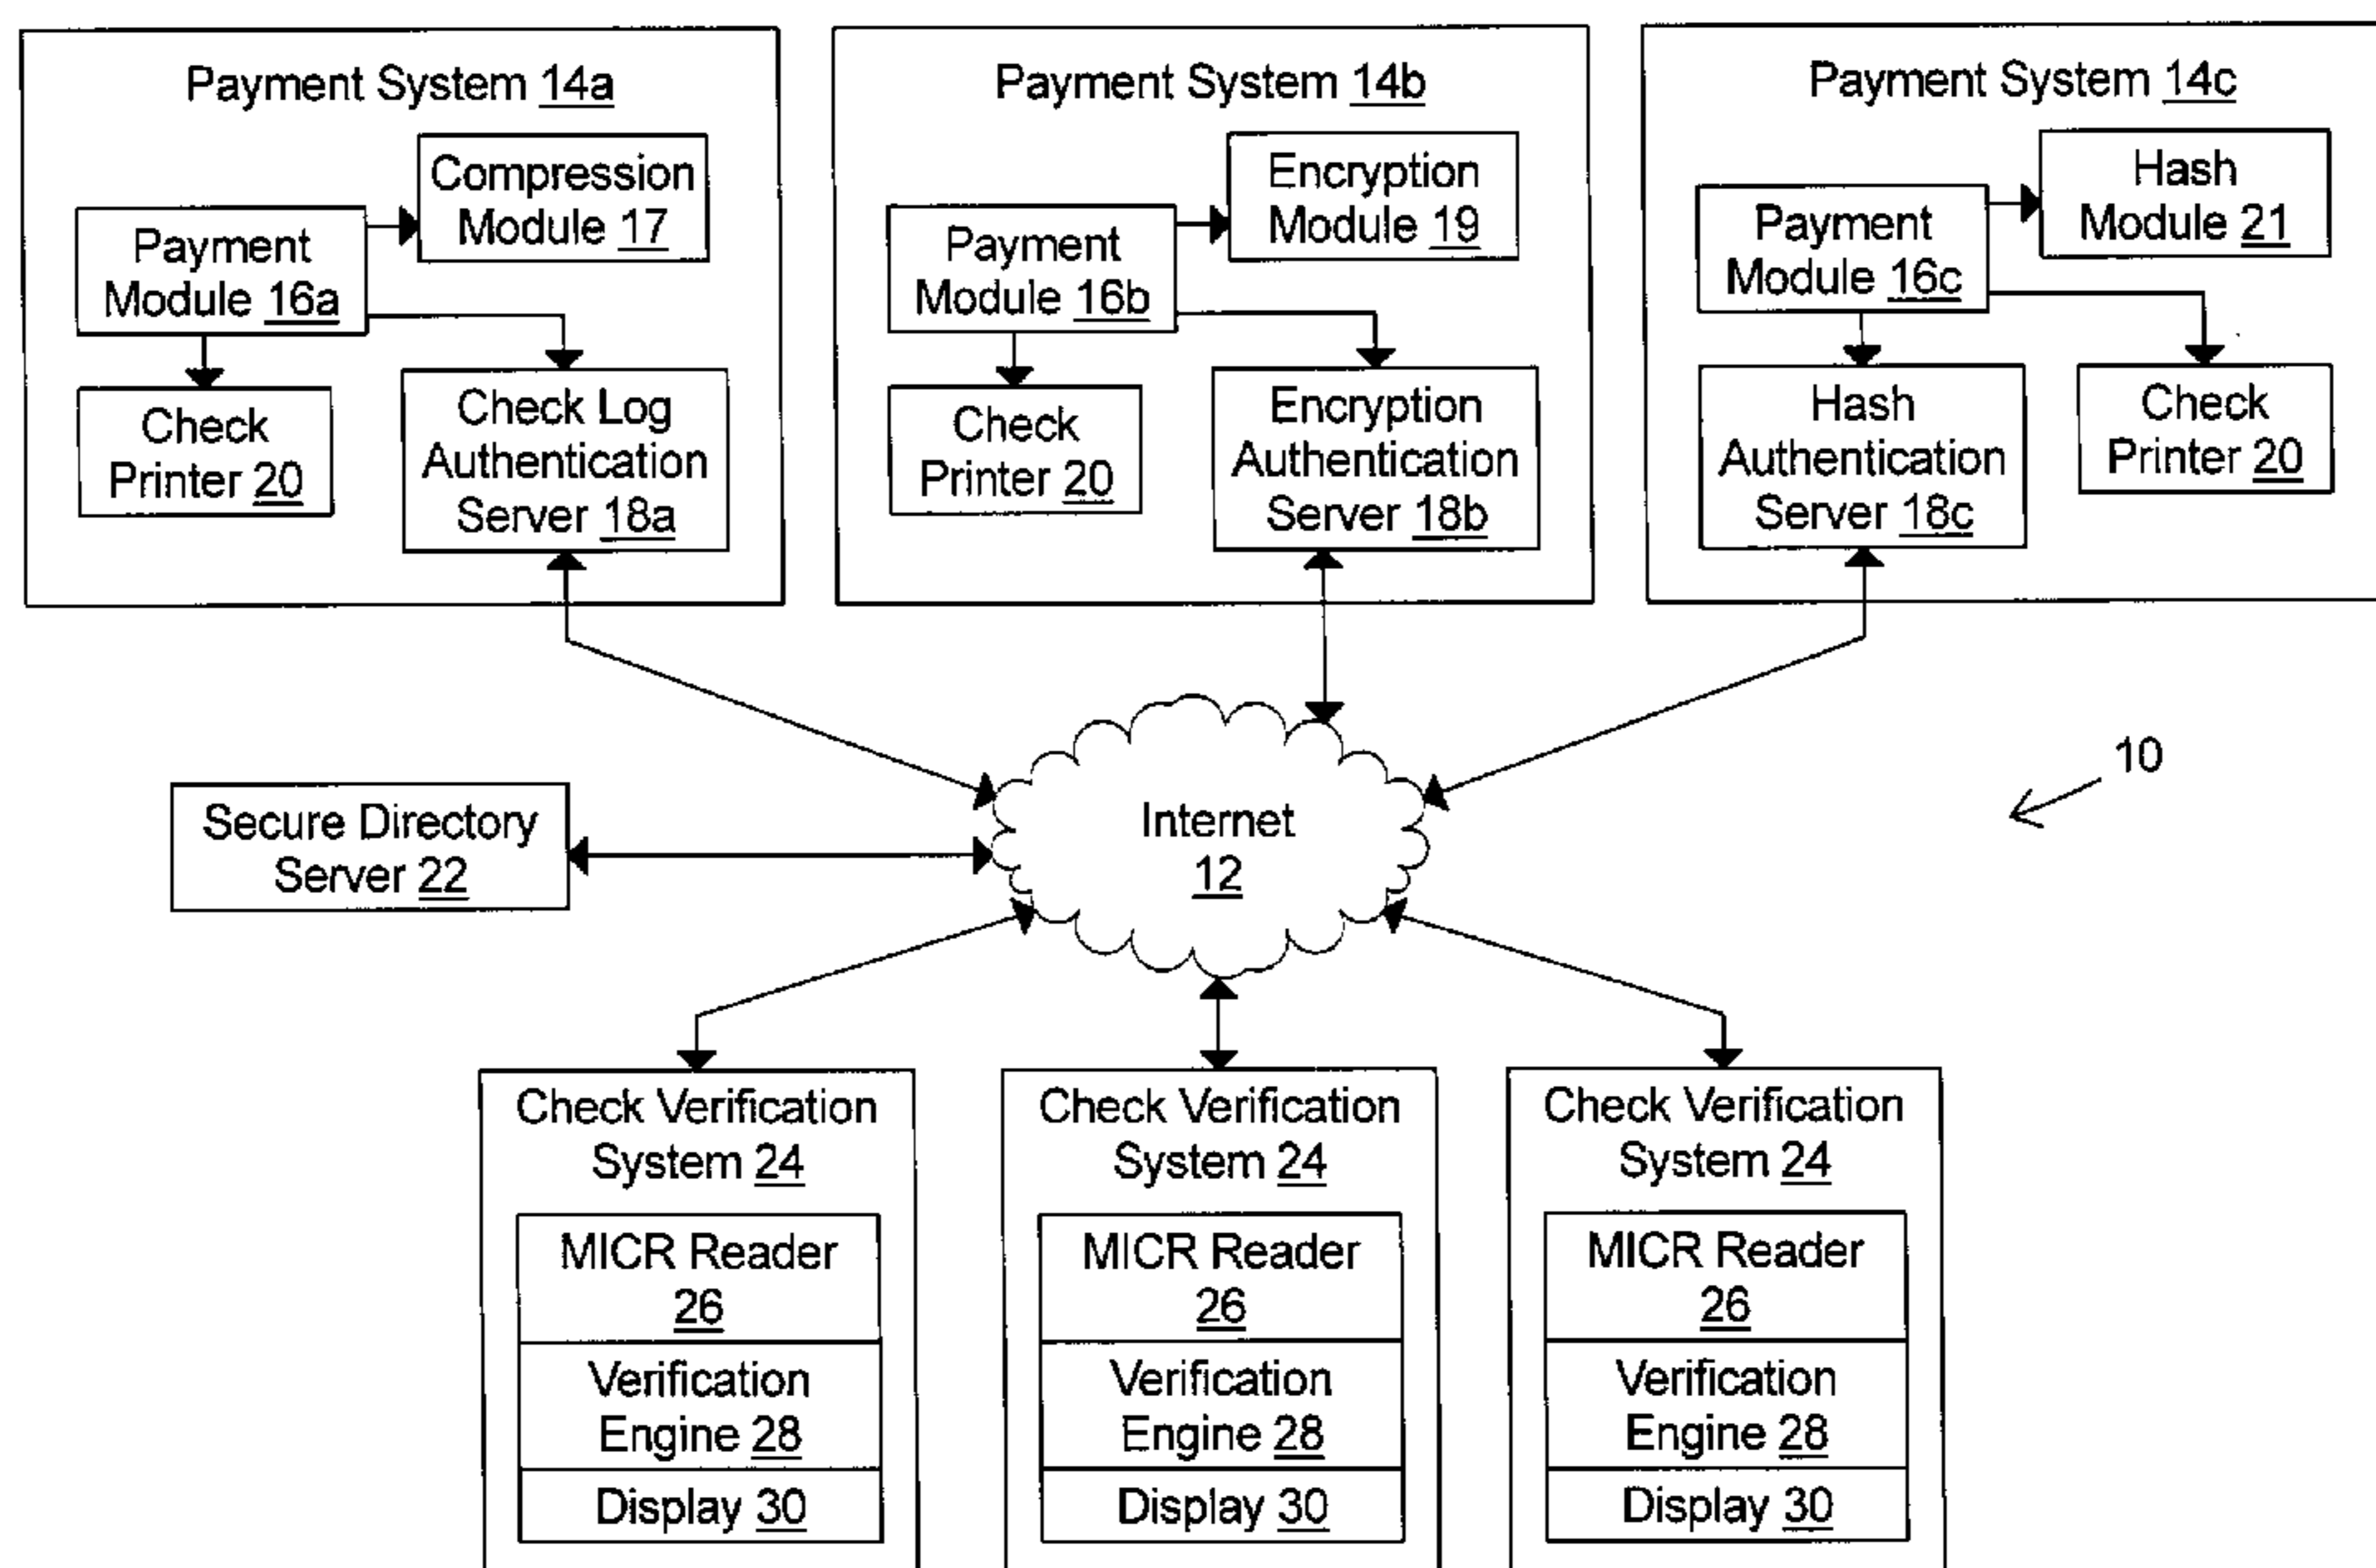 Payment System 14a
Compression
Module 17
Payment
Module 16a
Check
Printer 20
Check Log
Authentication
Server 18a
Payment System 14b
Encryption
Module 19
Payment
Module 16b
Check
Printer 20
Encryption
Authentication
Server 18b
Payment System 14c
Hash
Module 21
Payment
Module 16c
Hash
Authentication
Server 18c
Check
Printer 20
10
Secure Directory
Server 22
Internet
12
Check Verification
System 24
MICR Reader
26
Verification
Engine 28
Display 30
Check Verification
System 24
MICR Reader
26
Verification
Engine 28
Display 30
Check Verification
System 24
MICR Reader
26
Verification
Engine 28
Display 30